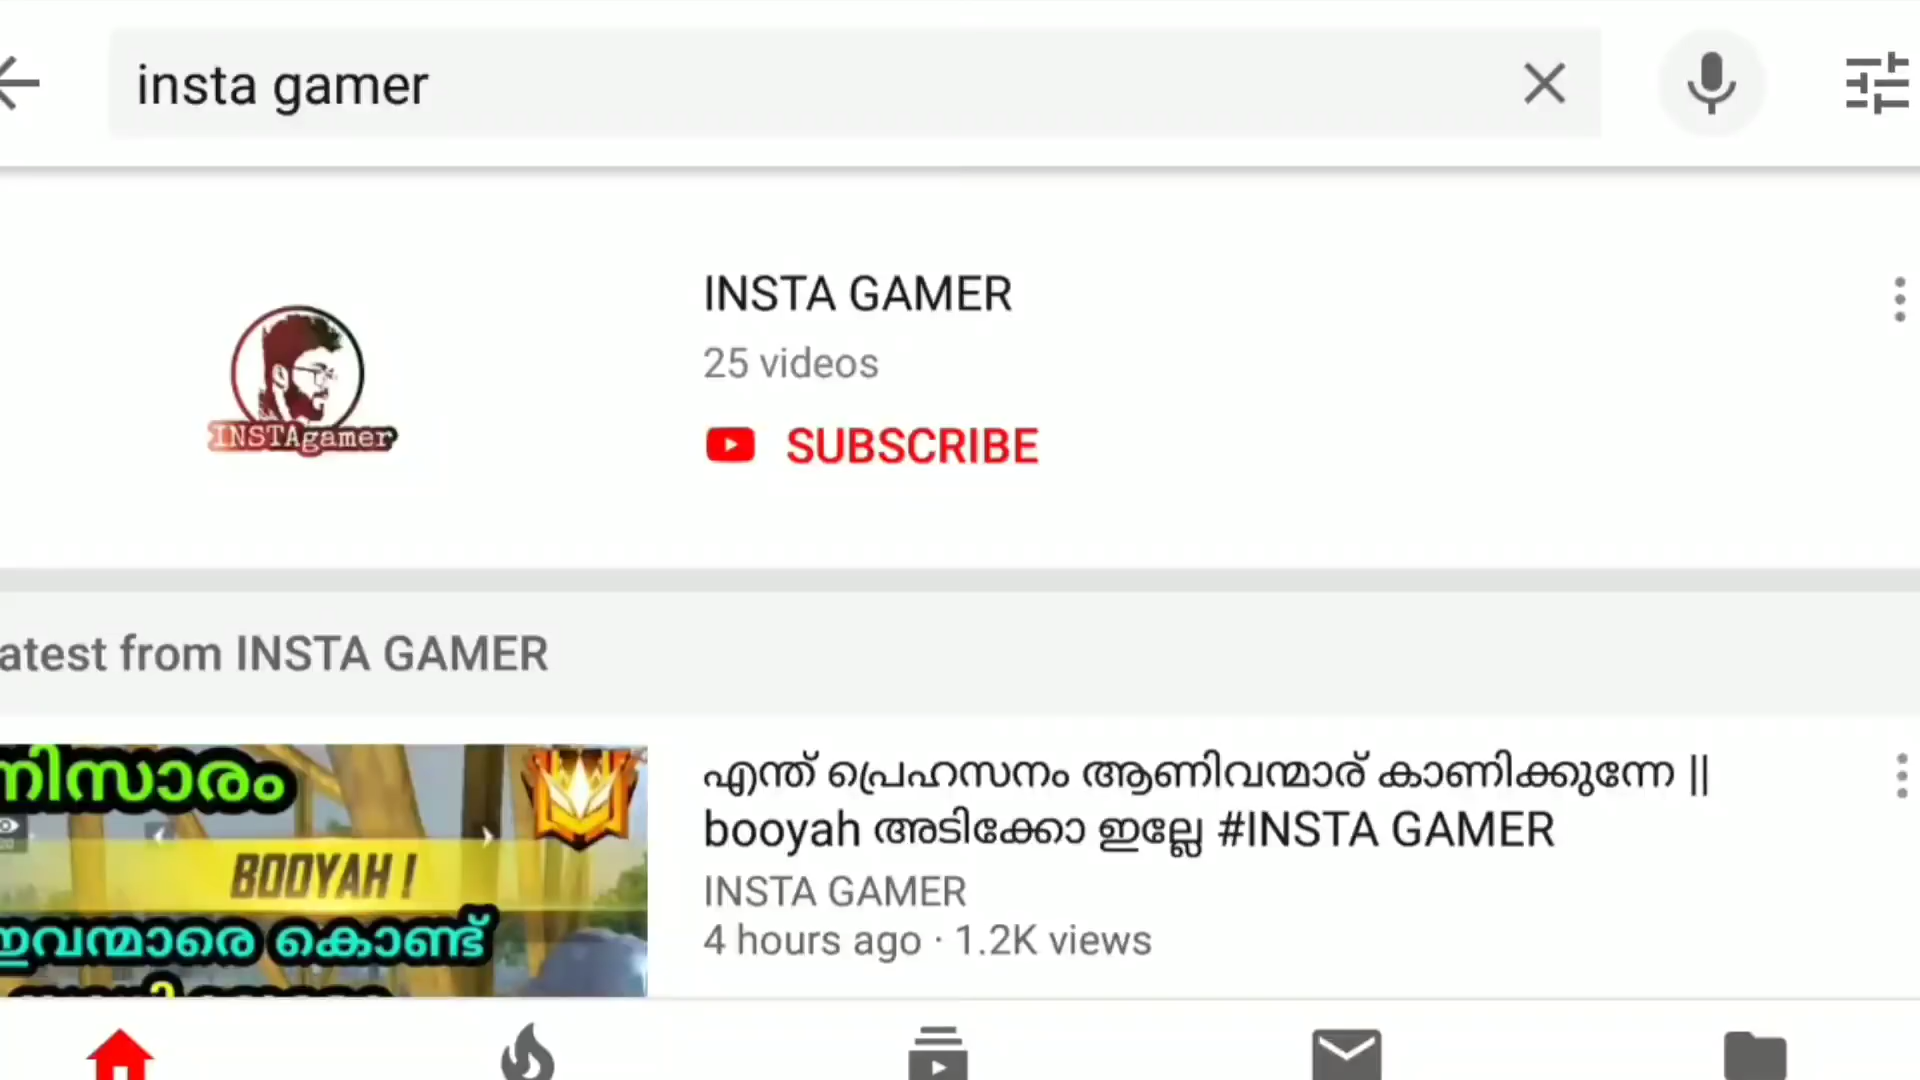 insta gamer
INSTA GAMER
25 videos
INSTAgamer
SUBSCRIBE
atest from INSTA GAMER
നിസാരം
BOOYAH !
ഇവന്മാരെ കൊണ്ട്
എന്ത് പ്രെഹസനം ആണിവന്മാര് കാണിക്കുന്നേ ||
booyah അടിക്കോ ഇല്ലേ #INSTA GAMER
INSTA GAMER
4 hours ago · 1.2K views